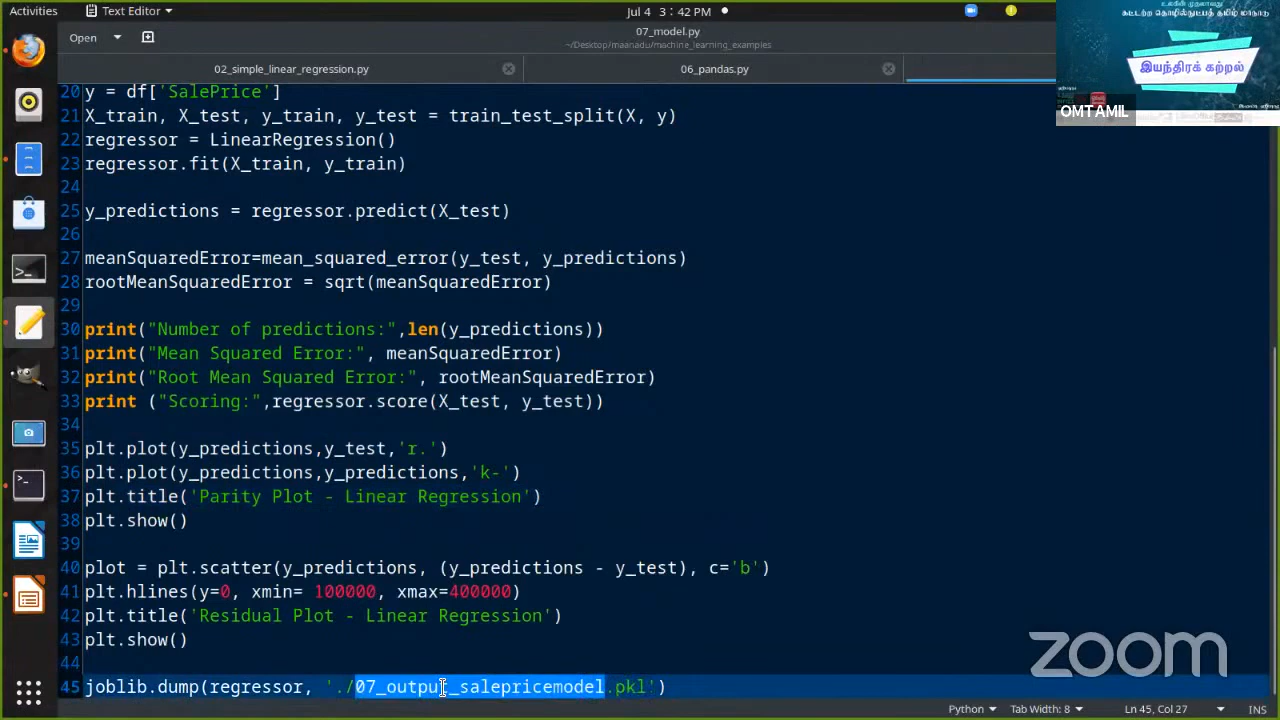 Activities
Text Editor
Jul 4 3:42 PM
Open
07_model.py
~/Desktop/maanadu/machine_learning_examples
02_simple_linear_regression.py
06_pandas.py
கட்டற்ற தொழில்நுட்பத் தமிழ் மாநாடு
இயந்திரக் கற்றல்
OMTAMIL
20 y = df['SalePrice']
21 X_train, X_test, y_train, y_test = train_test_split(X, y)
22 regressor = LinearRegression()
23 regressor.fit(X_train, y_train)
24
25 y_predictions = regressor.predict(X_test)
26
27 meanSquaredError=mean_squared_error(y_test, y_predictions)
28 rootMeanSquaredError = sqrt(meanSquaredError)
29
30 print("Number of predictions:",len(y_predictions))
31 print("Mean Squared Error:", meanSquaredError)
32 print("Root Mean Squared Error:", rootMeanSquaredError)
33 print ("Scoring:",regressor.score(X_test, y_test))
34
35 plt.plot(y_predictions,y_test,'r.')
36 plt.plot(y_predictions,y_predictions,'k-')
37 plt.title('Parity Plot - Linear Regression')
38 plt.show()
39
40 plot = plt.scatter(y_predictions, (y_predictions - y_test), c='b')
41 plt.hlines(y=0, xmin= 100000, xmax=400000)
42 plt.title('Residual Plot - Linear Regression')
43 plt.show()
44
45 joblib.dump(regressor, './07_output_salepricemodel.pkl')
zoom
Python
Tab Width: 8
Ln 45, Col 27
INS